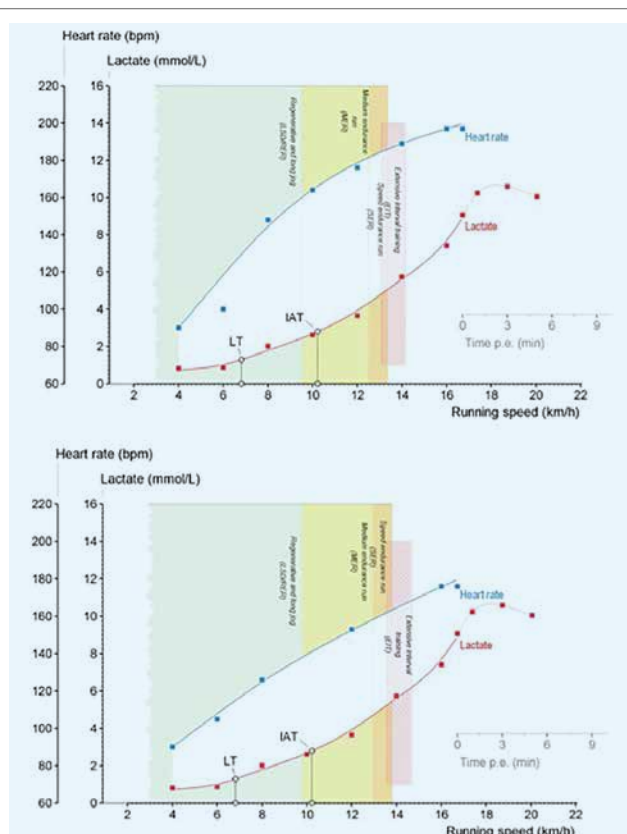 Heart rate (bpm)
Lactate (mmol/L)
220
200
180
160
140
120
100
80
60
16
14
12
10
8
6
4
2
0
Regenerative and long jog
Medium endurance
run
(MER)
Extensive interval training
(EIT)
Speed endurance run
(SER)
Heart rate
Lactate
LT
IAT
0 3 6 9
Time p.e. (min)
4 6 8 10 12 14 16 18 20 22
Running speed (km/h)
Heart rate (bpm)
Lactate (mmol/L)
220
200
180
160
140
120
100
80
60
16
14
12
10
8
6
4
2
0
Regenerative and long jog
Speed endurance run
(SER)
Medium endurance run
(MER)
Extensive interval
training
(EIT)
Heart rate
Lactate
LT
IAT
0 3 6 9
Time p.e. (min)
4 6 8 10 12 14 16 18 20 22
Running speed (km/h)